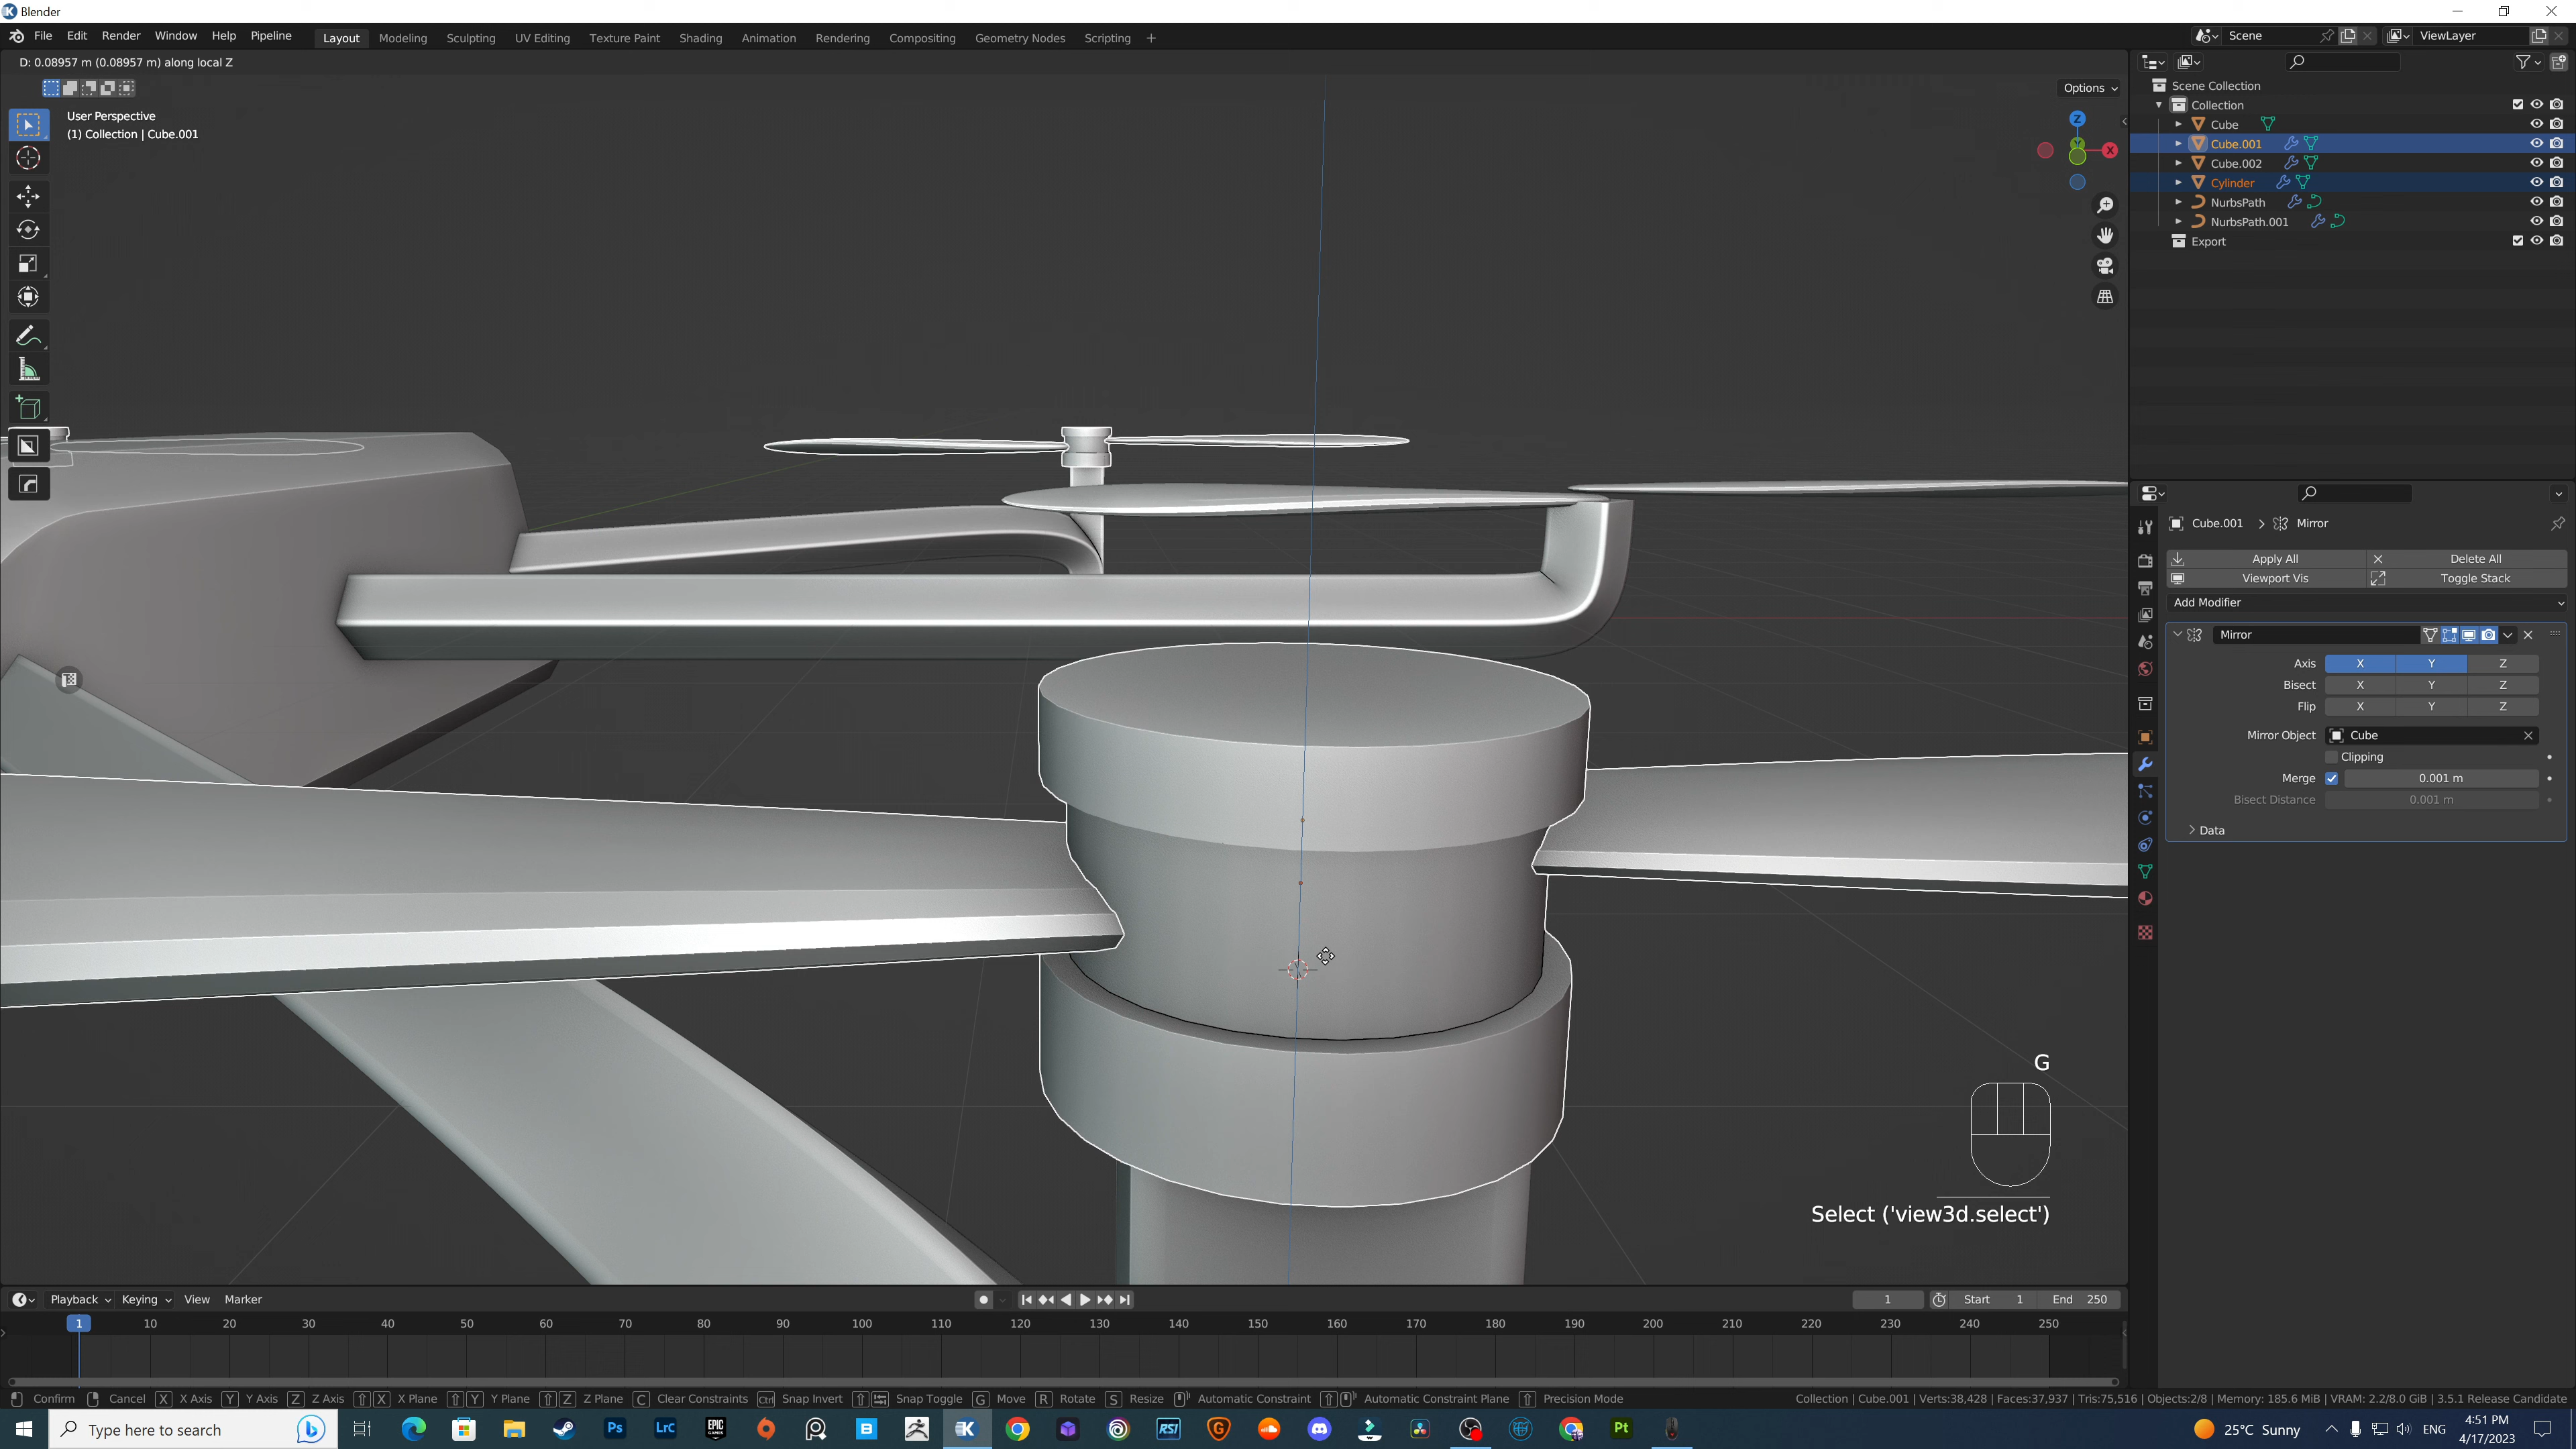 Blender
File Edit Render Window Help Pipeline Layout Modeling Sculpting UV Editing Texture Paint Shading Animation Rendering Compositing Geometry Nodes Scripting + Scene ViewLayer
D: 0.08957 m (0.08957 m) along local Z
Options
User Perspective
(1) Collection | Cube.001
Z
X
Scene Collection
Collection
Cube
Cube.001
Cube.002
Cylinder
NurbsPath
NurbsPath.001
Export
Cube.001 > Mirror
Apply All Delete All
Viewport Vis Toggle Stack
Add Modifier
Mirror
Axis X Y Z
Bisect X Y Z
Flip X Y Z
Mirror Object Cube
Clipping
Merge 0.001 m
Bisect Distance 0.001 m
Data
G
Select ('view3d.select')
Playback Keying View Marker 1 Start 1 End 250
1 10 20 30 40 50 60 70 80 90 100 110 120 130 140 150 160 170 180 190 200 210 220 230 240 250
Confirm Cancel X X Axis Y Y Axis Z Z Axis X X Plane Y Y Plane Z Z Plane C Clear Constraints Ctrl Snap Invert Snap Toggle G Move R Rotate S Resize Automatic Constraint Automatic Constraint Plane Precision Mode Collection | Cube.001 | Verts:38,428 | Faces:37,937 | Tris:75,516 | Objects:2/8 | Memory: 185.6 MiB | VRAM: 2.2/8.0 GiB | 3.5.1 Release Candidate
Type here to search Ps LrC EPIC GAMES B K RSI G Pt 25°C Sunny ENG 4:51 PM
4/17/2023